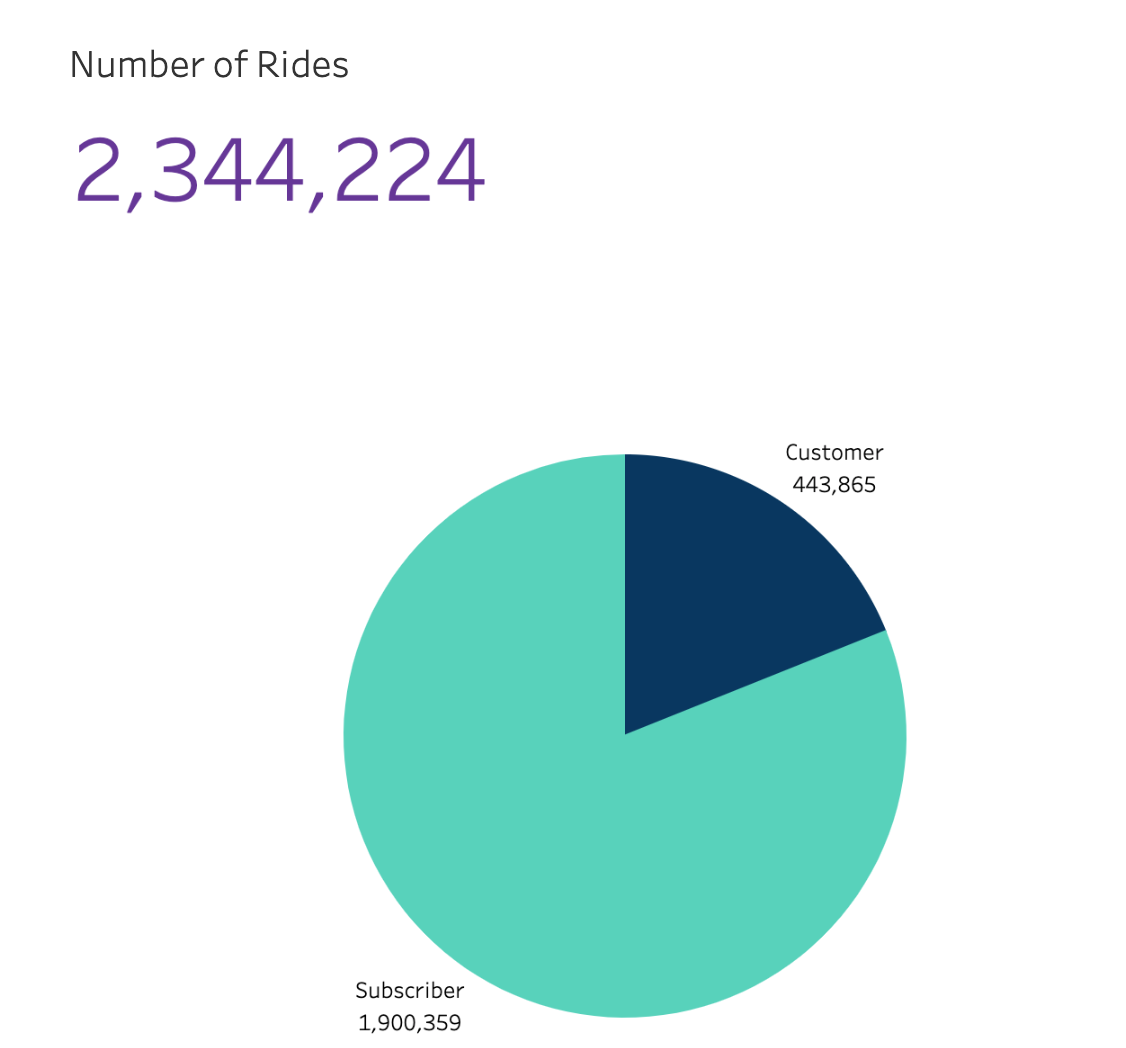 Number of Rides
2,344,224
Customer
443,865
Subscriber
1,900,359